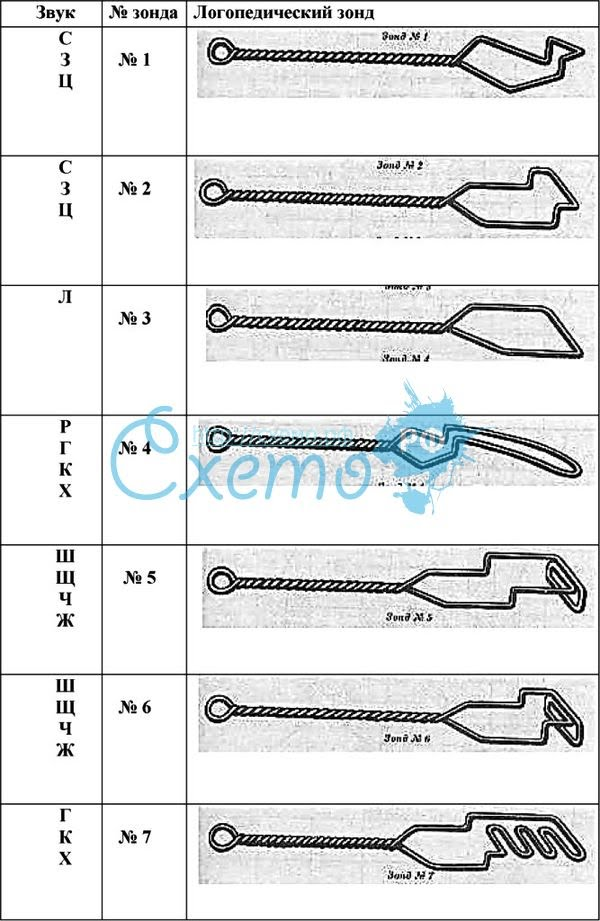 Звук № зонда Логопедический зонд
С
З
Ц
№ 1
Зонд № 1
С
З
Ц
№ 2
Зонд № 2
Л
№ 3
Зонд № 4
Р
Г
К
Х
№ 4
Схемо
Ш
Щ
Ч
Ж
№ 5
Зонд № 5
Ш
Щ
Ч
Ж
№ 6
Зонд № 6
Г
К
Х
№ 7
Зонд № 7